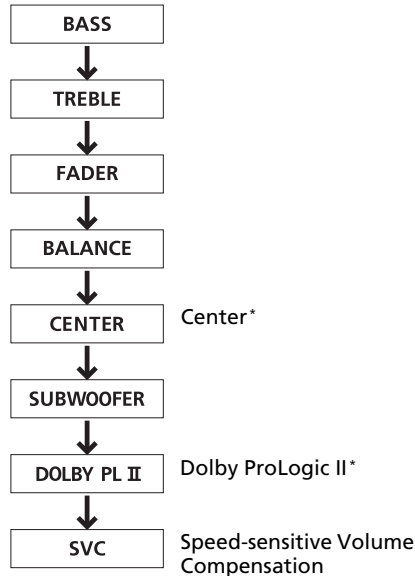 BASS
TREBLE
FADER
BALANCE
CENTER Center*
SUBWOOFER
DOLBY PL II Dolby ProLogic II*
SVC Speed-sensitive Volume
Compensation